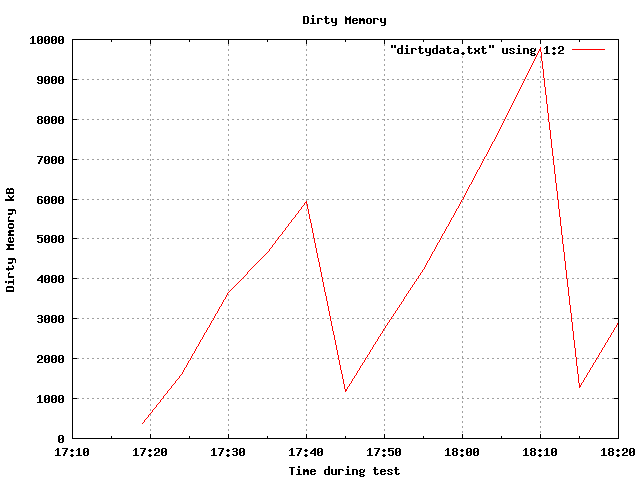 Dirty Memory
"dirtydata.txt" using 1:2
10000
9000
8000
7000
6000
5000
4000
3000
2000
1000
0
Dirty Memory kB
17:10 17:20 17:30 17:40 17:50 18:00 18:10 18:20
Time during test